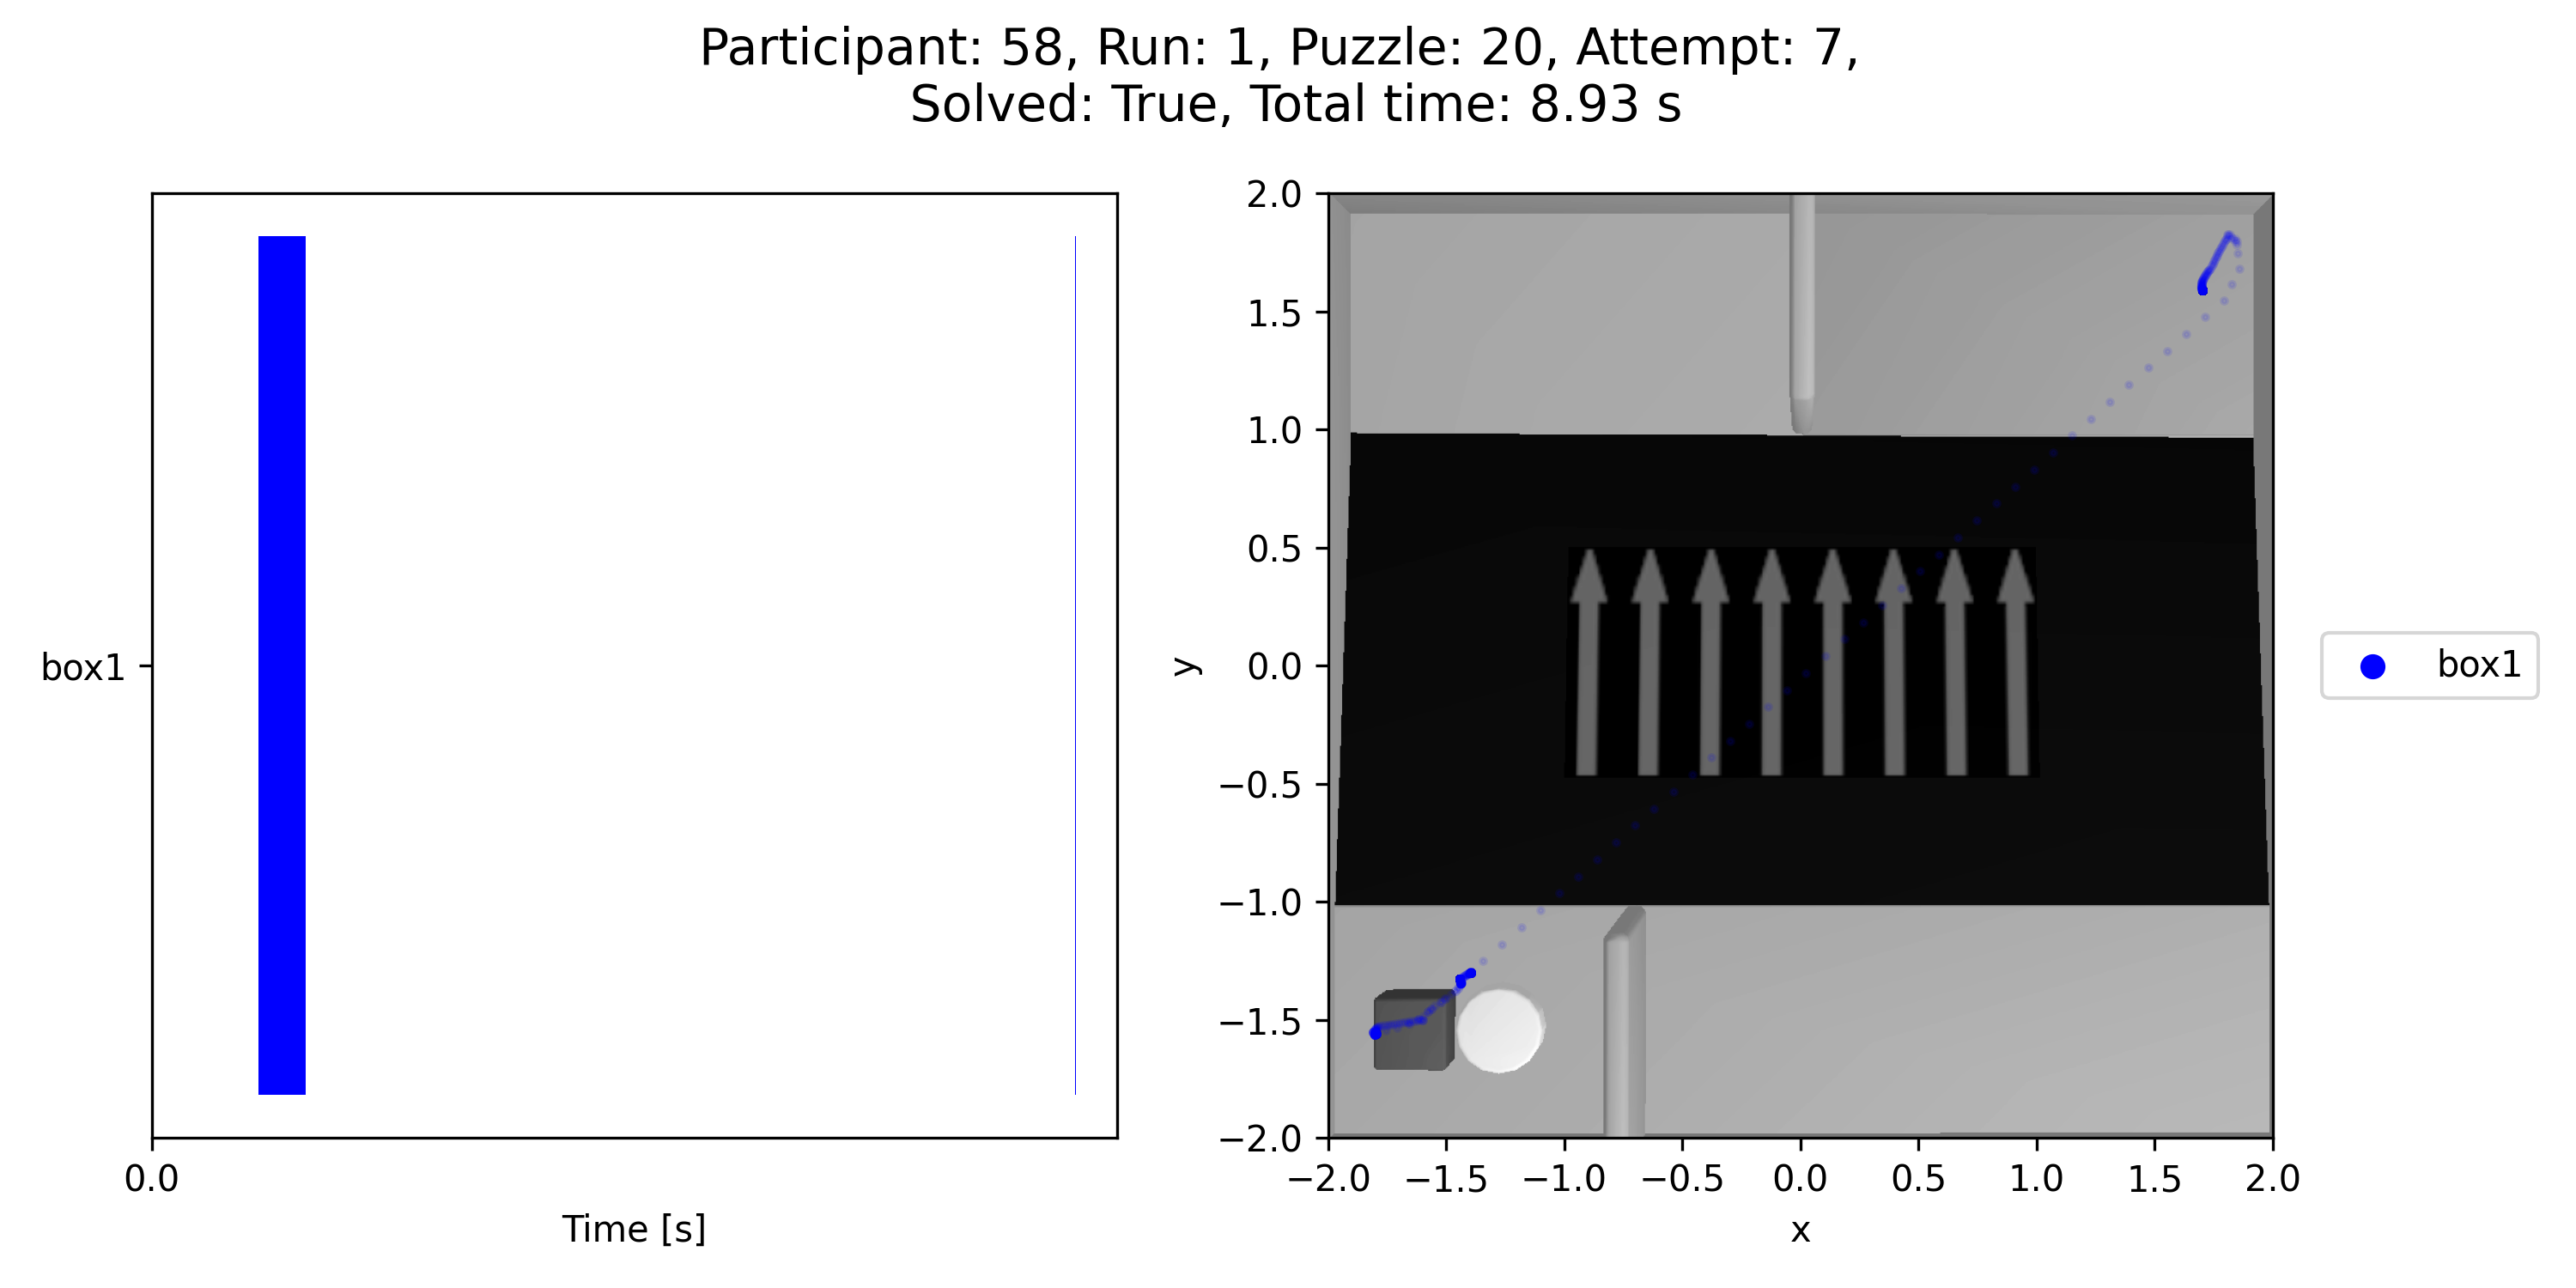 Participant: 58, Run: 1, Puzzle: 20, Attempt: 7,
Solved: True, Total time: 8.93 s
box1
0.0
Time [s]
y
2.0
1.5
1.0
0.5
0.0
−0.5
−1.0
−1.5
−2.0
−2.0 −1.5 −1.0 −0.5 0.0 0.5 1.0 1.5 2.0
x
box1